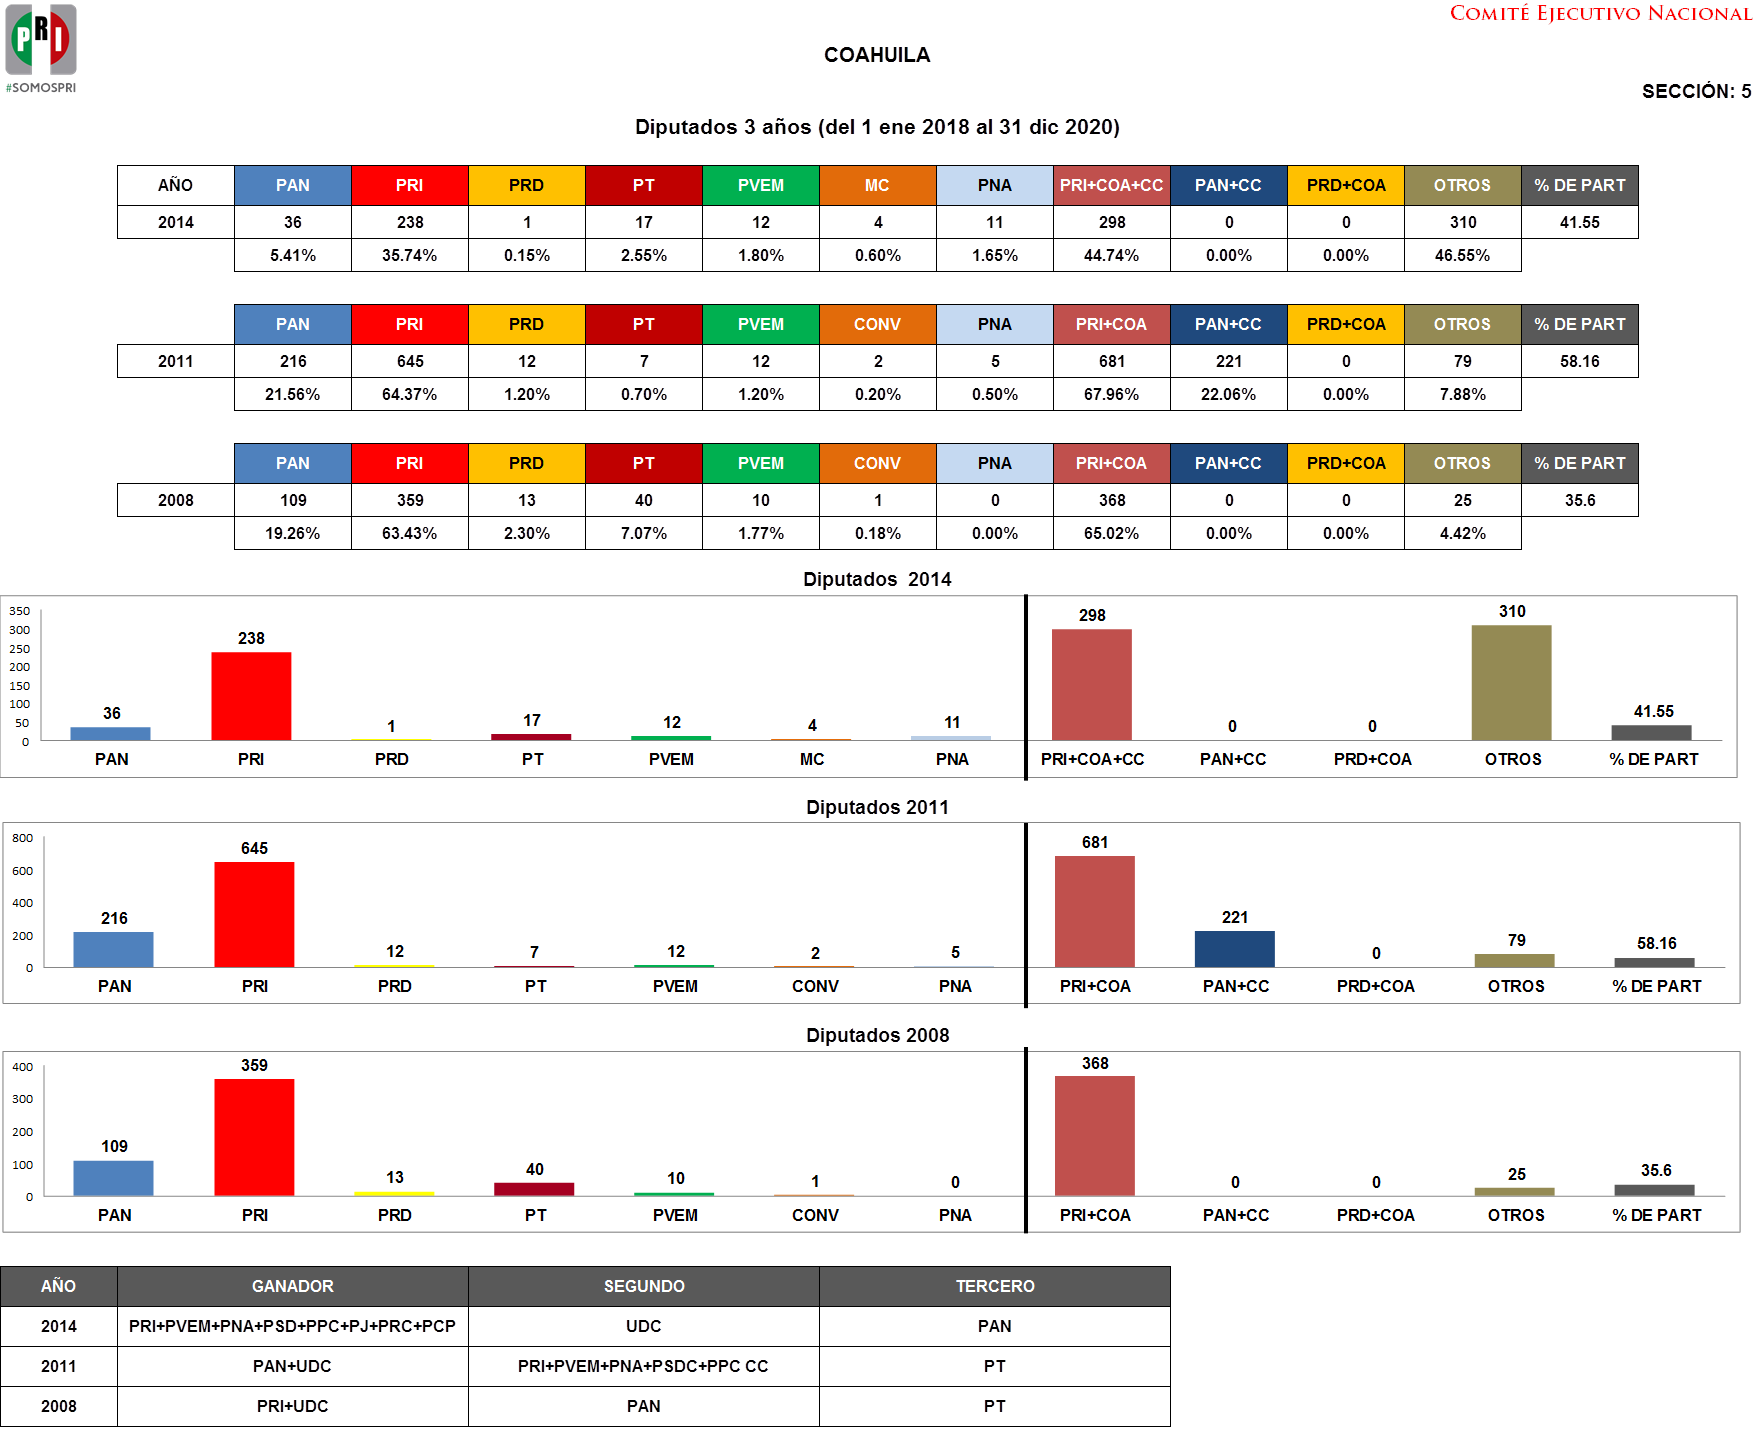 COMITÉ EJECUTIVO NACIONAL
PRI
#SOMOSPRI
COAHUILA
SECCIÓN: 5
Diputados 3 años (del 1 ene 2018 al 31 dic 2020)
AÑO PAN PRI PRD PT PVEM MC PNA PRI+COA+CC PAN+CC PRD+COA OTROS % DE PART
2014 36 238 1 17 12 4 11 298 0 0 310 41.55
5.41% 35.74% 0.15% 2.55% 1.80% 0.60% 1.65% 44.74% 0.00% 0.00% 46.55%
PAN PRI PRD PT PVEM CONV PNA PRI+COA PAN+CC PRD+COA OTROS % DE PART
2011 216 645 12 7 12 2 5 681 221 0 79 58.16
21.56% 64.37% 1.20% 0.70% 1.20% 0.20% 0.50% 67.96% 22.06% 0.00% 7.88%
PAN PRI PRD PT PVEM CONV PNA PRI+COA PAN+CC PRD+COA OTROS % DE PART
2008 109 359 13 40 10 1 0 368 0 0 25 35.6
19.26% 63.43% 2.30% 7.07% 1.77% 0.18% 0.00% 65.02% 0.00% 0.00% 4.42%
Diputados 2014
350
300
250
200
150
100
50
0
36 238 1 17 12 4 11 298 0 0 310 41.55
PAN PRI PRD PT PVEM MC PNA PRI+COA+CC PAN+CC PRD+COA OTROS % DE PART
Diputados 2011
800
600
400
200
0
216 645 12 7 12 2 5 681 221 0 79 58.16
PAN PRI PRD PT PVEM CONV PNA PRI+COA PAN+CC PRD+COA OTROS % DE PART
Diputados 2008
400
300
200
100
0
109 359 13 40 10 1 0 368 0 0 25 35.6
PAN PRI PRD PT PVEM CONV PNA PRI+COA PAN+CC PRD+COA OTROS % DE PART
AÑO GANADOR SEGUNDO TERCERO
2014 PRI+PVEM+PNA+PSD+PPC+PJ+PRC+PCP UDC PAN
2011 PAN+UDC PRI+PVEM+PNA+PSDC+PPC CC PT
2008 PRI+UDC PAN PT